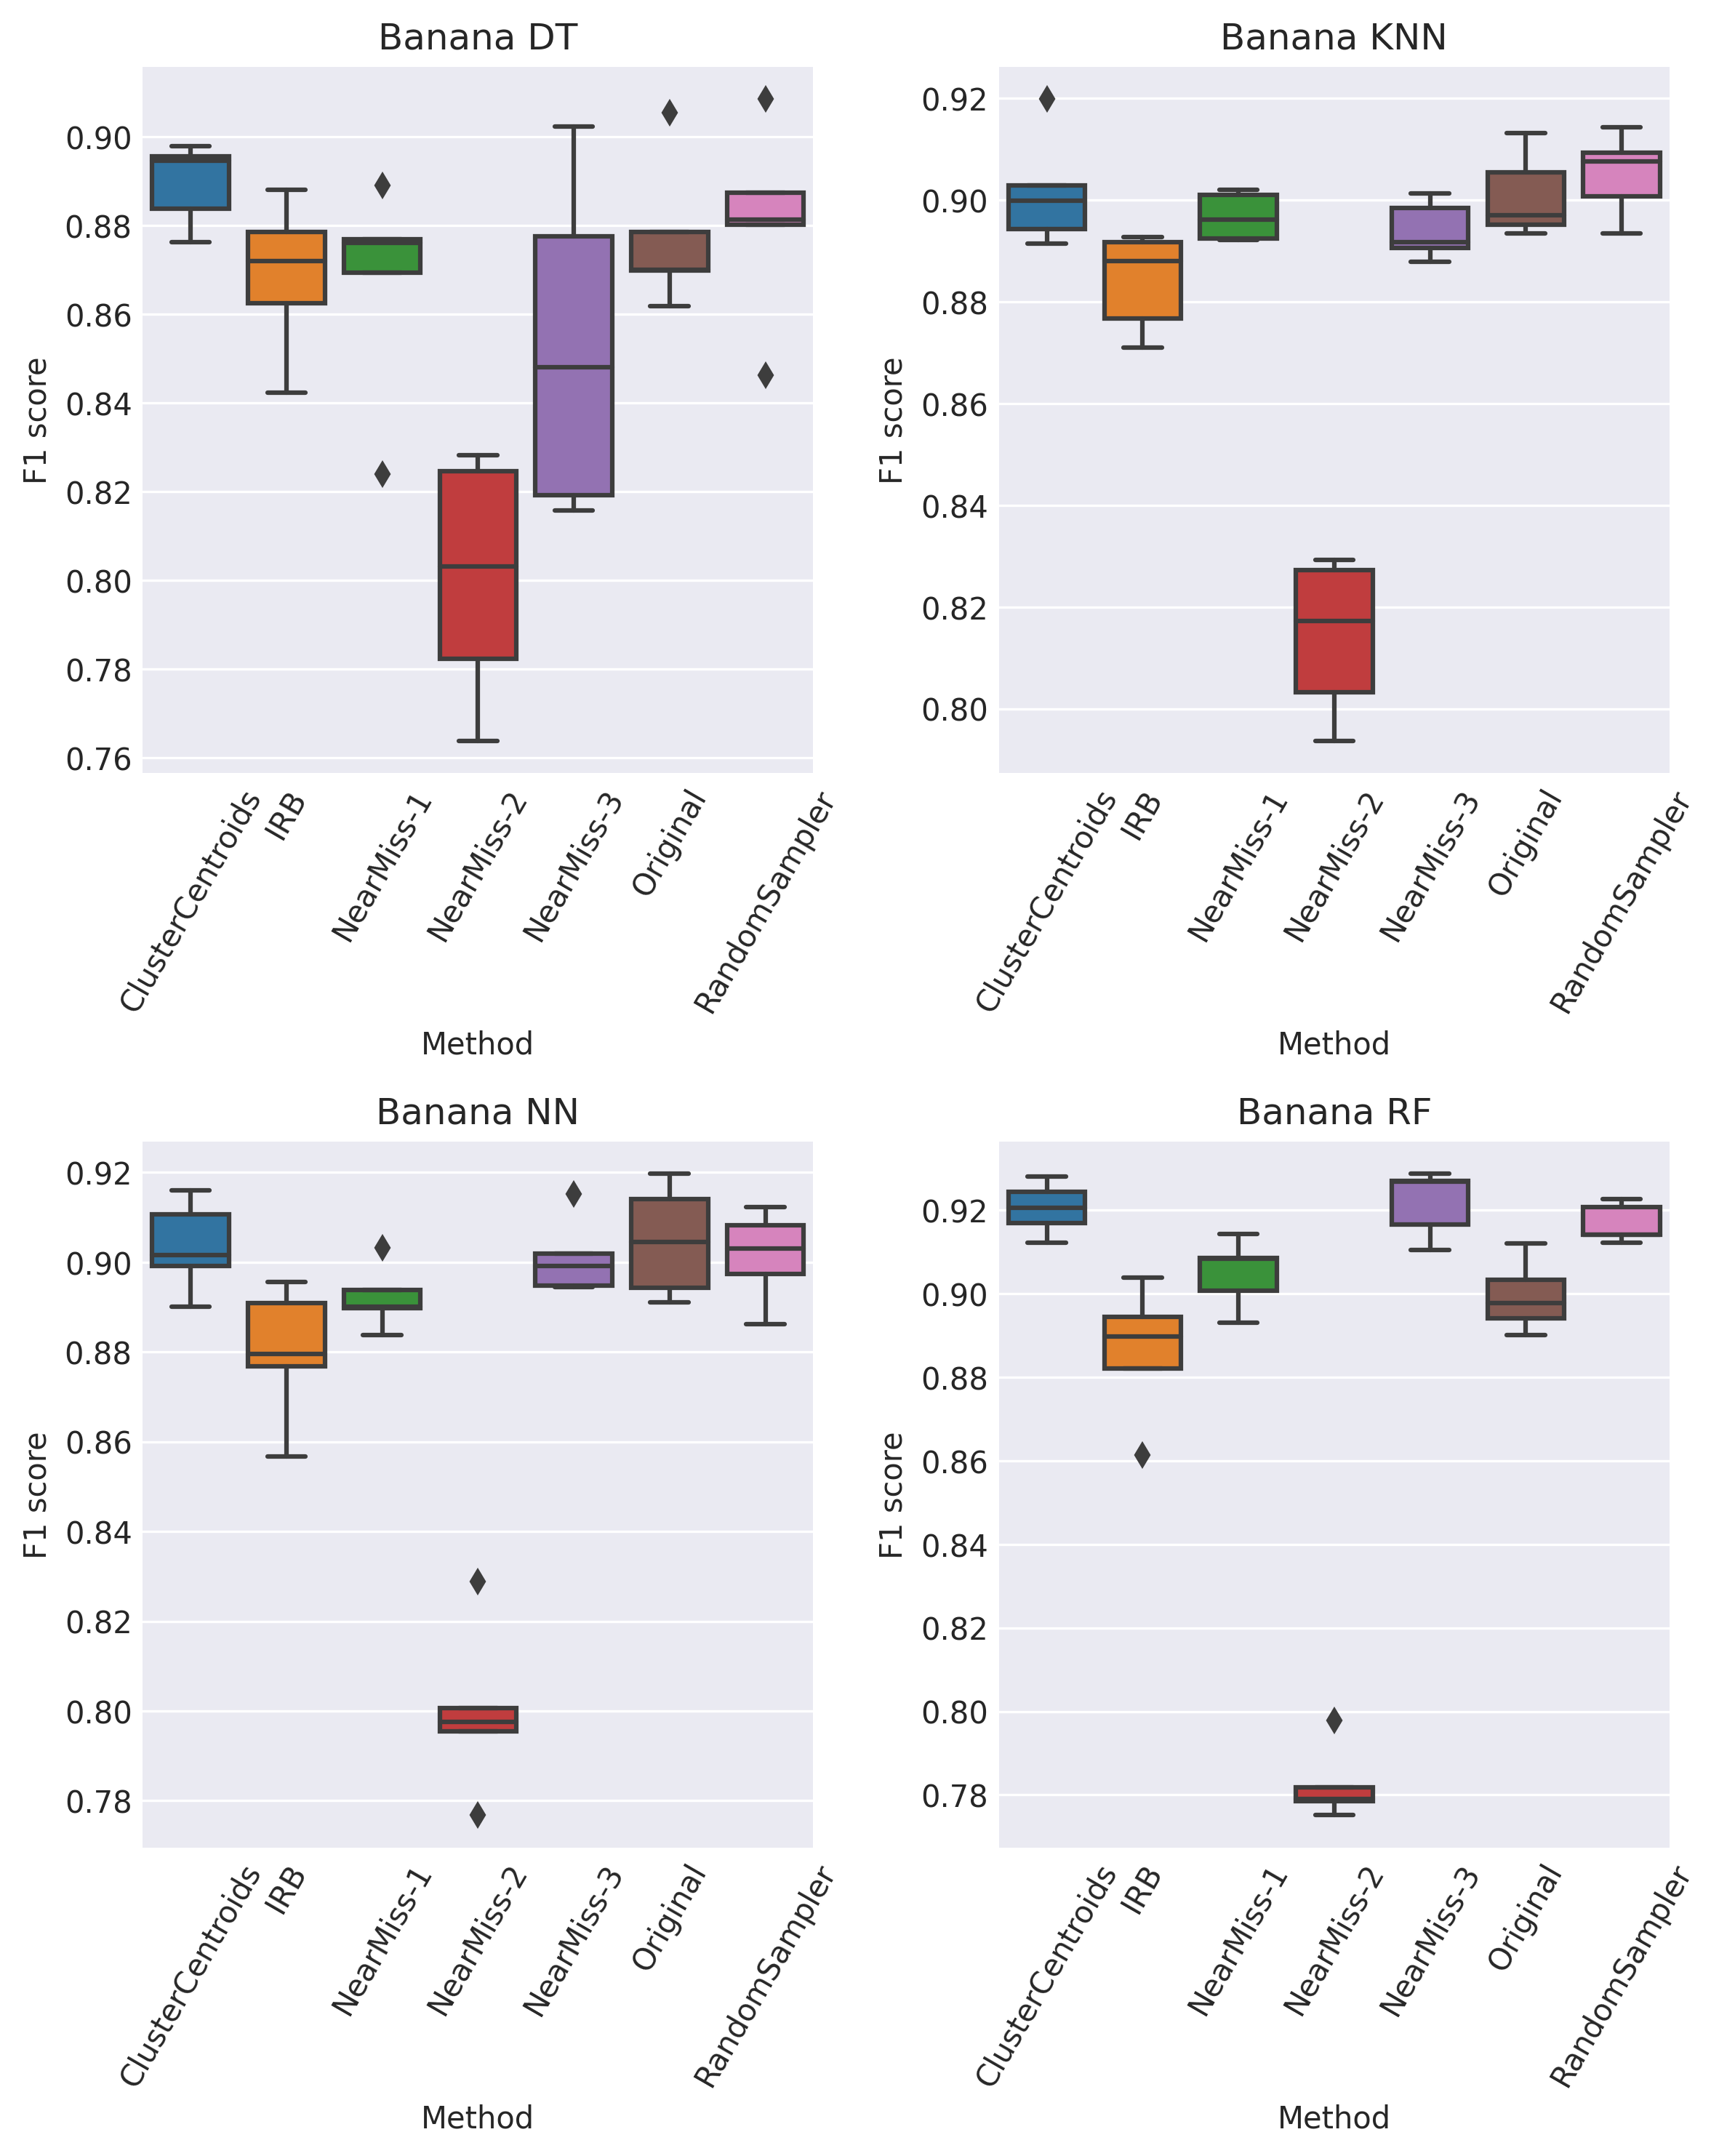 Banana DT
F1 score
0.90
0.88
0.86
0.84
0.82
0.80
0.78
0.76
ClusterCentroids
IRB
NearMiss-1
NearMiss-2
NearMiss-3
Original
RandomSampler
Method
Banana KNN
F1 score
0.92
0.90
0.88
0.86
0.84
0.82
0.80
ClusterCentroids
IRB
NearMiss-1
NearMiss-2
NearMiss-3
Original
RandomSampler
Method
Banana NN
F1 score
0.92
0.90
0.88
0.86
0.84
0.82
0.80
0.78
ClusterCentroids
IRB
NearMiss-1
NearMiss-2
NearMiss-3
Original
RandomSampler
Method
Banana RF
F1 score
0.92
0.90
0.88
0.86
0.84
0.82
0.80
0.78
ClusterCentroids
IRB
NearMiss-1
NearMiss-2
NearMiss-3
Original
RandomSampler
Method